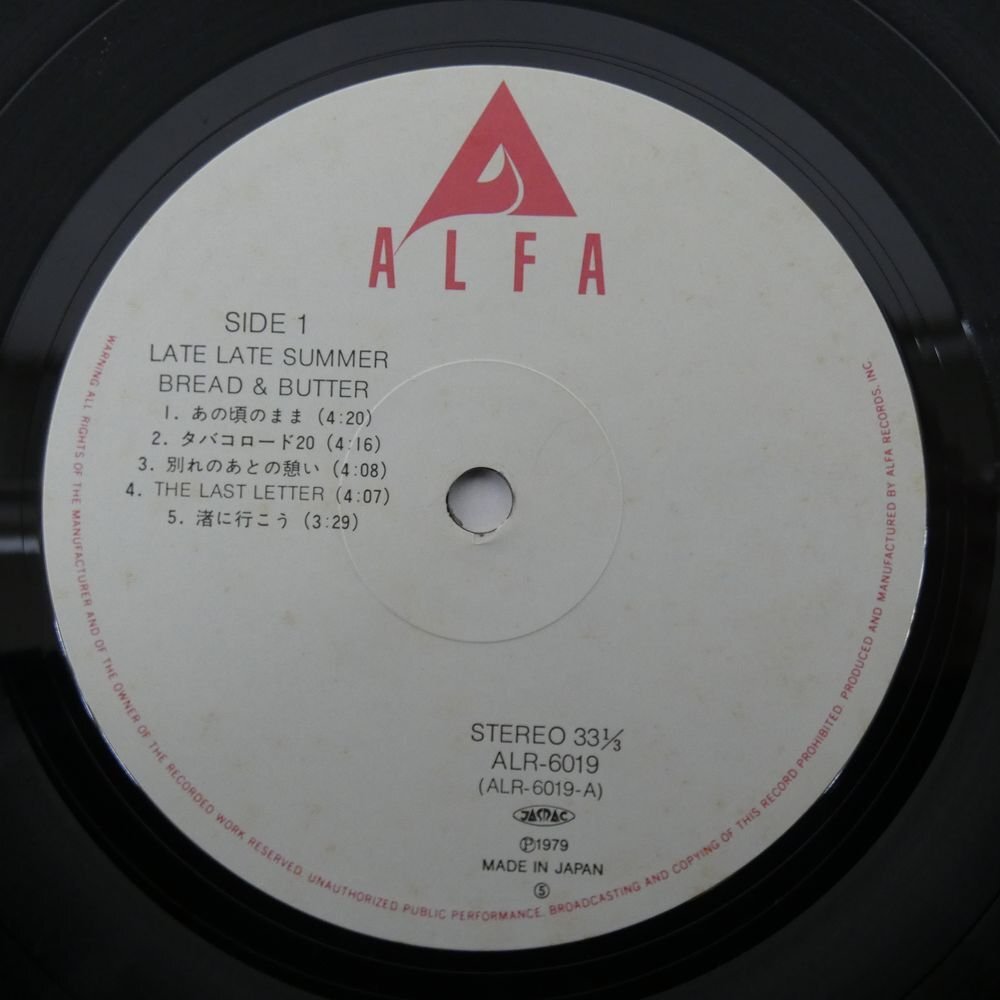 ALFA
SIDE 1
LATE LATE SUMMER
BREAD & BUTTER
1. あの頃のまま (4:20)
2. タバコロード20 (4:16)
3. 別れのあとの憩い (4:08)
4. THE LAST LETTER (4:07)
5. 渚に行こう (3:29)
STEREO 33⅓
ALR-6019
(ALR-6019-A)
JASRAC
Ⓟ1979
MADE IN JAPAN
Ⓢ
WARNING ALL RIGHTS OF THE MANUFACTURER AND OF THE OWNER OF THE RECORDED WORK RESERVED. UNAUTHORIZED PUBLIC PERFORMANCE. BROADCASTING AND COPYING OF THIS RECORD PROHIBITED. PRODUCED AND MANUFACTURED BY ALFA RECORDS, INC.